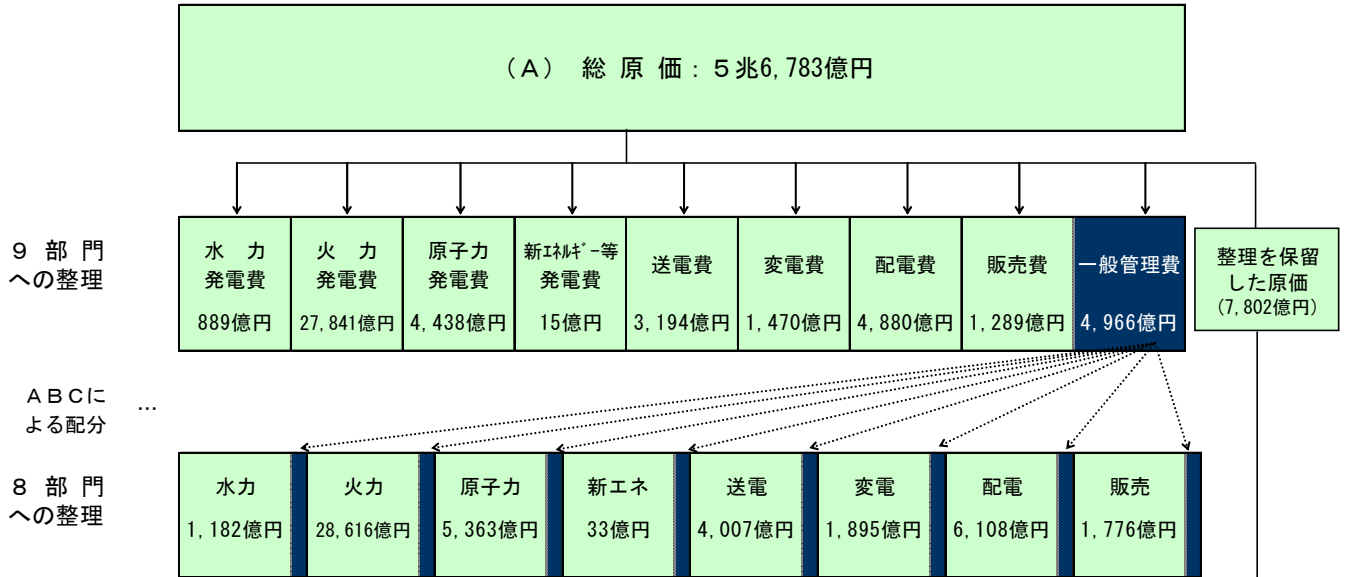 （Ａ） 総 原 価 : ５兆6,783億円
９ 部 門
への整理
水 力
発電費
889億円
火 力
発電費
27,841億円
原子力
発電費
4,438億円
新ｴﾈﾙｷﾞｰ等
発電費
15億円
送電費
3,194億円
変電費
1,470億円
配電費
4,880億円
販売費
1,289億円
一般管理費
4,966億円
整理を保留
した原価
(7,802億円)
ＡＢＣに
よる配分
…
８ 部 門
への整理
水力
1,182億円
火力
28,616億円
原子力
5,363億円
新エネ
33億円
送電
4,007億円
変電
1,895億円
配電
6,108億円
販売
1,776億円